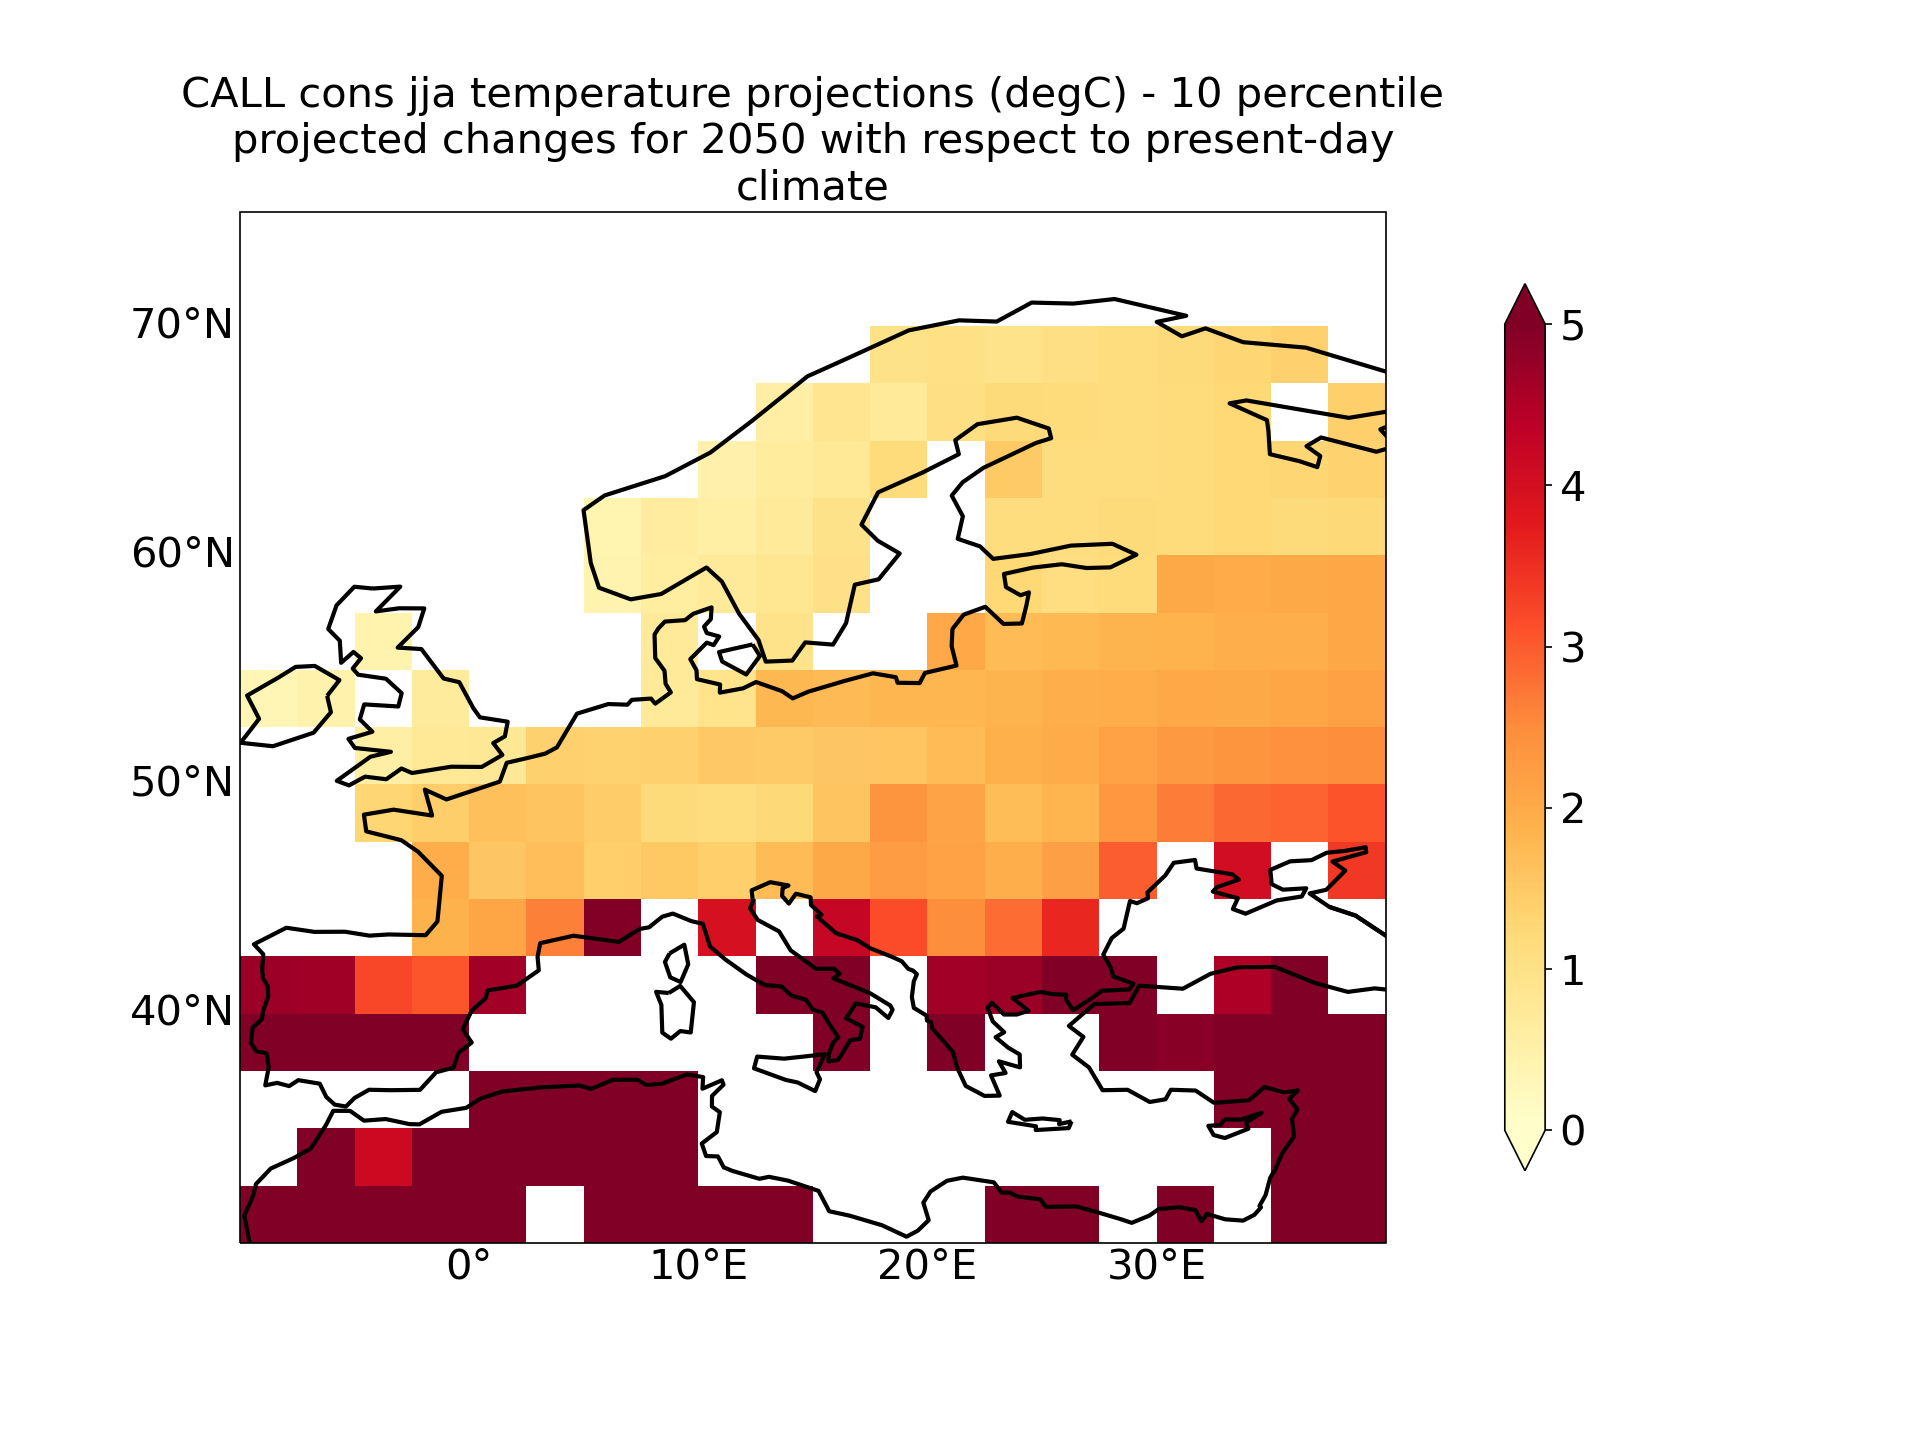 CALL cons jja temperature projections (degC) - 10 percentile
projected changes for 2050 with respect to present-day
climate
70°N
60°N
50°N
40°N
0°
10°E
20°E
30°E
5
4
3
2
1
0